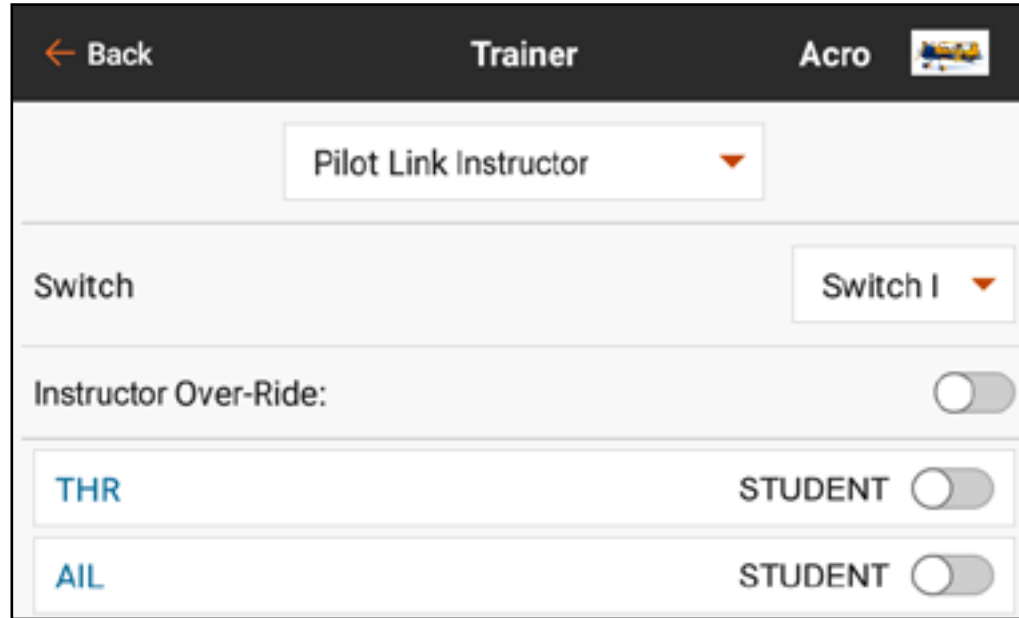 Back Trainer Acro
Pilot Link Instructor
Switch Switch I
Instructor Over-Ride:
THR STUDENT
AIL STUDENT